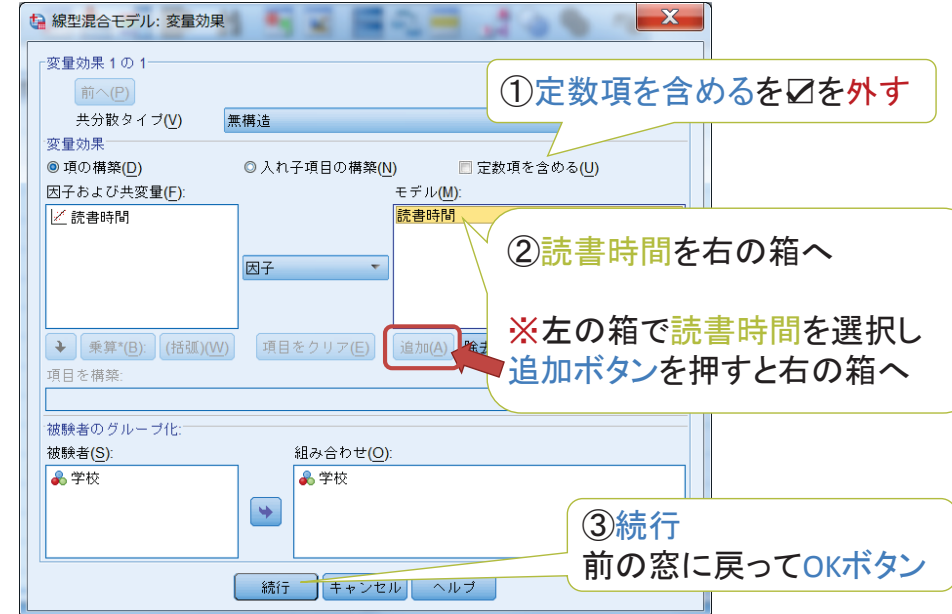 線型混合モデル: 変量効果
変量効果 1 の 1
前へ(P)
共分散タイプ(V)
無構造
変量効果
項の構築(D)
入れ子項目の構築(N)
定数項を含める(U)
因子および共変量(F):
モデル(M):
読書時間
読書時間
因子
乗算*(B):
(括弧)(W)
項目をクリア(E)
追加(A)
除去
項目を構築:
被験者のグループ化:
被験者(S):
組み合わせ(O):
学校
学校
続行
キャンセル
ヘルプ
①定数項を含めるを☑を外す
②読書時間を右の箱へ
※左の箱で読書時間を選択し
追加ボタンを押すと右の箱へ
③続行
前の窓に戻ってOKボタン